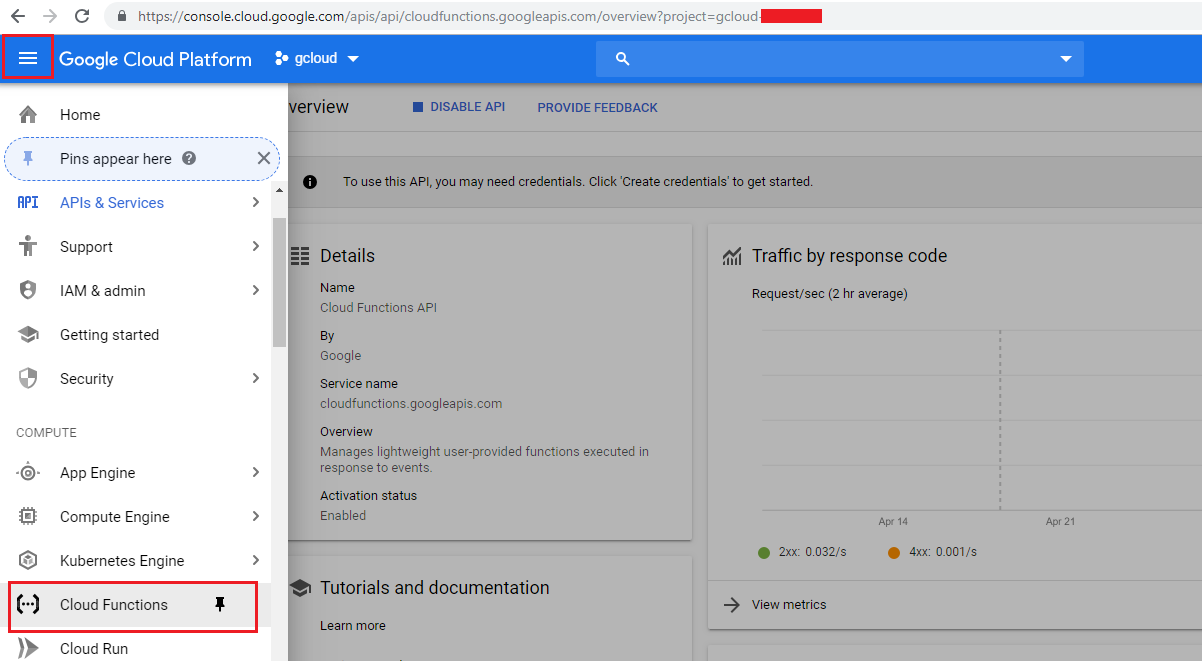 https://console.cloud.google.com/apis/api/cloudfunctions.googleapis.com/overview?project=gcloud-
Google Cloud Platform
gcloud
Home
Pins appear here
API APIs & Services
Support
IAM & admin
Getting started
Security
COMPUTE
App Engine
Compute Engine
Kubernetes Engine
Cloud Functions
Cloud Run
verview
DISABLE API
PROVIDE FEEDBACK
To use this API, you may need credentials. Click 'Create credentials' to get started.
Details
Name
Cloud Functions API
By
Google
Service name
cloudfunctions.googleapis.com
Overview
Manages lightweight user-provided functions executed in
response to events.
Activation status
Enabled
Tutorials and documentation
Learn more
Traffic by response code
Request/sec (2 hr average)
Apr 14
Apr 21
2xx: 0.032/s
4xx: 0.001/s
View metrics